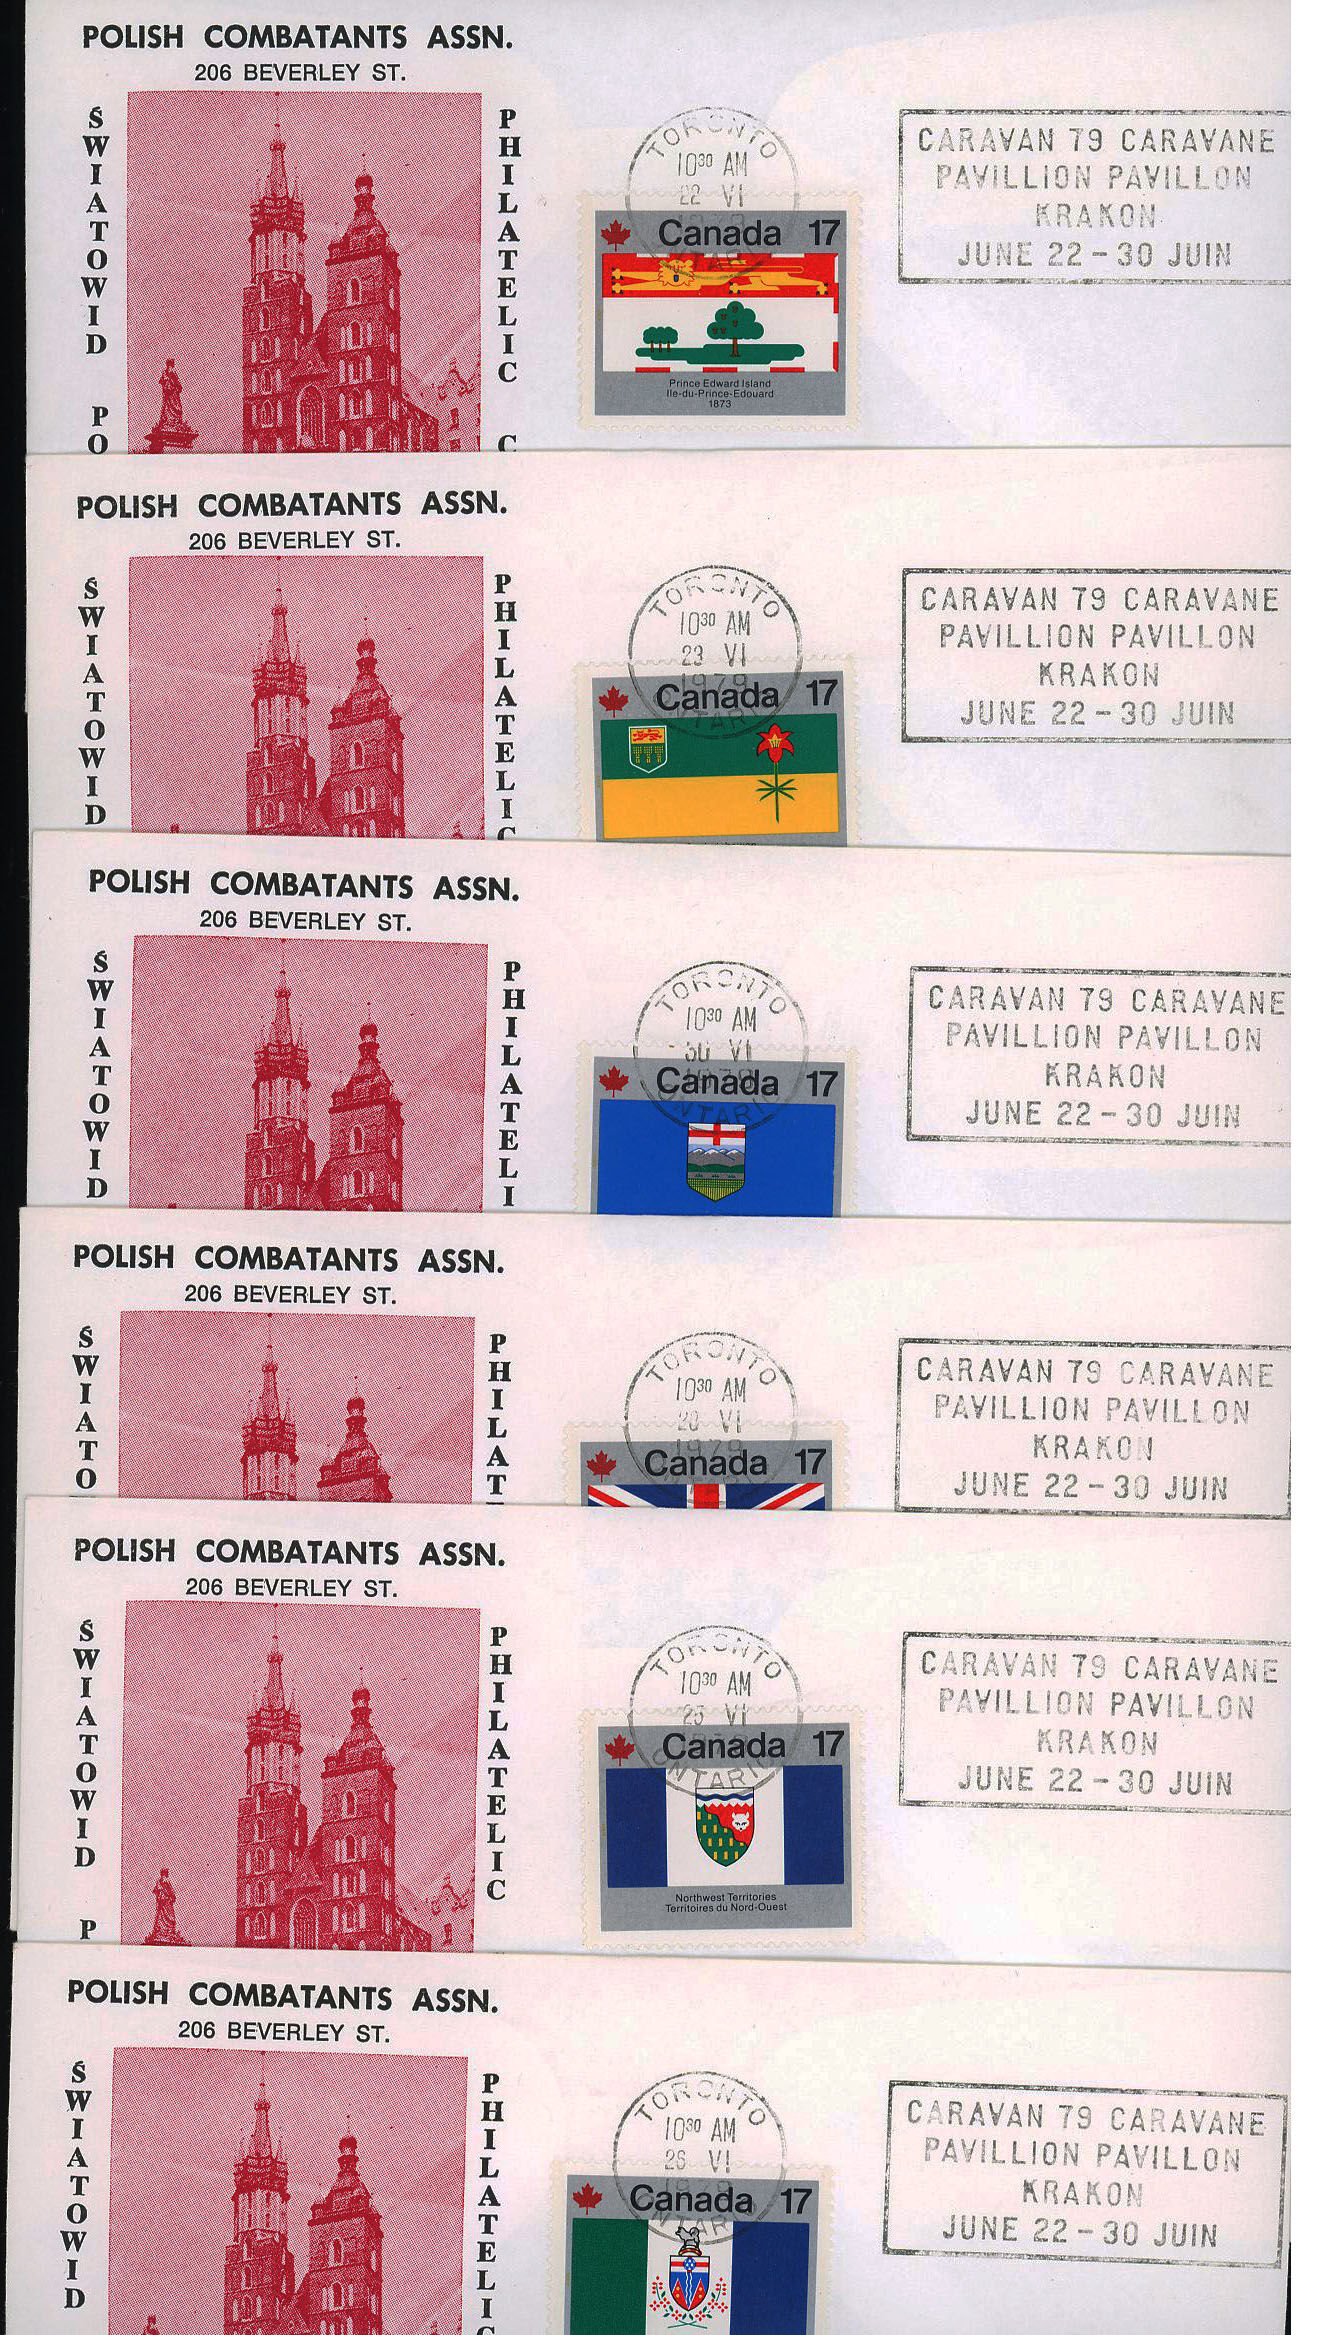 POLISH COMBATANTS ASSN.
206 BEVERLEY ST.
ŚWIATOWID PO
PHILATELIC C
TORONTO
10³⁰ AM
22 VI
Canada 17
Prince Edward Island
Ile-du-Prince-Edouard
1873
CARAVAN 79 CARAVANE
PAVILLION PAVILLON
KRAKON
JUNE 22 - 30 JUIN
POLISH COMBATANTS ASSN.
206 BEVERLEY ST.
ŚWIATOWID
PHILATELIC
TORONTO
10³⁰ AM
23 VI
1979
ONTARIO
Canada 17
CARAVAN 79 CARAVANE
PAVILLION PAVILLON
KRAKON
JUNE 22 - 30 JUIN
POLISH COMBATANTS ASSN.
206 BEVERLEY ST.
ŚWIATOWID
PHILATELI
TORONTO
10³⁰ AM
30 VI
ONTARIO
Canada 17
CARAVAN 79 CARAVANE
PAVILLION PAVILLON
KRAKON
JUNE 22 - 30 JUIN
POLISH COMBATANTS ASSN.
206 BEVERLEY ST.
ŚWIATO
PHILAT
TORONTO
10³⁰ AM
VI
1979
Canada 17
CARAVAN 79 CARAVANE
PAVILLION PAVILLON
KRAKON
JUNE 22 - 30 JUIN
POLISH COMBATANTS ASSN.
206 BEVERLEY ST.
ŚWIATOWID P
PHILATELIC
TORONTO
10³⁰ AM
VI
ONTARIO
Canada 17
Northwest Territories
Territoires du Nord-Ouest
CARAVAN 79 CARAVANE
PAVILLION PAVILLON
KRAKON
JUNE 22 - 30 JUIN
POLISH COMBATANTS ASSN.
206 BEVERLEY ST.
ŚWIATOWID
PHILATELIC
TORONTO
10³⁰ AM
26 VI
ONTARIO
Canada 17
CARAVAN 79 CARAVANE
PAVILLION PAVILLON
KRAKON
JUNE 22 - 30 JUIN